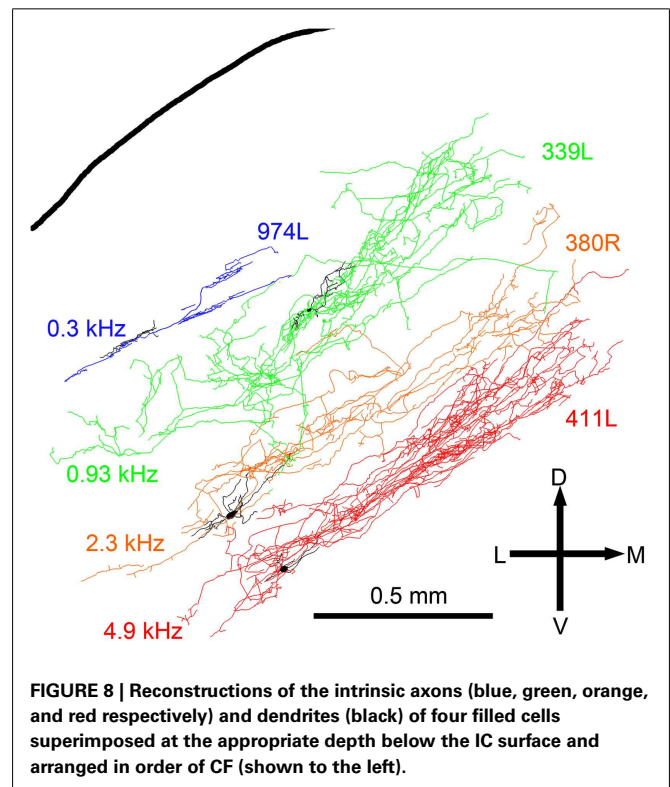 339L
974L
380R
0.3 kHz
411L
0.93 kHz
D
2.3 kHz
L
M
0.5 mm
4.9 kHz
V
FIGURE 8 | Reconstructions of the intrinsic axons (blue, green, orange,
and red respectively) and dendrites (black) of four filled cells
superimposed at the appropriate depth below the IC surface and
arranged in order of CF (shown to the left).